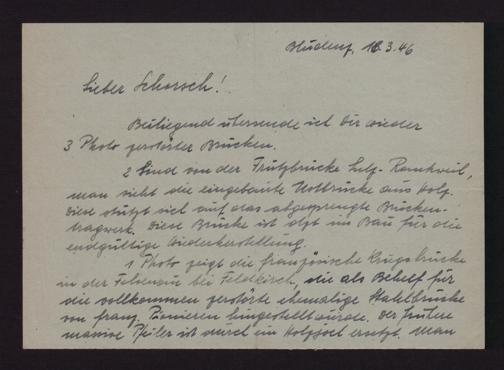 Bludenz, 16.3.46
Lieber Schorsch!
Beiliegend übersende ich Dir wieder
3 Photo zerstörter Brücken.
2 sind von der Frutzbrücke Sulz-Rankweil,
man sieht die eingebaute Notbrücke aus Holz.
Diese stützt sich auf das abgesprengte Brücken-
tragwerk. Diese Brücke ist dzt im Bau für die
endgültige Wiederherstellung.
1 Photo zeigt die französische Kriegsbrücke
in der Felsenau bei Feldkirch, die als Behelf für
die vollkommen zerstörte ehemalige Stahlbrücke
von franz. Pionieren hingestellt wurde. Der frühere
massive Pfeiler ist durch ein Holzjoch ersetzt. Man